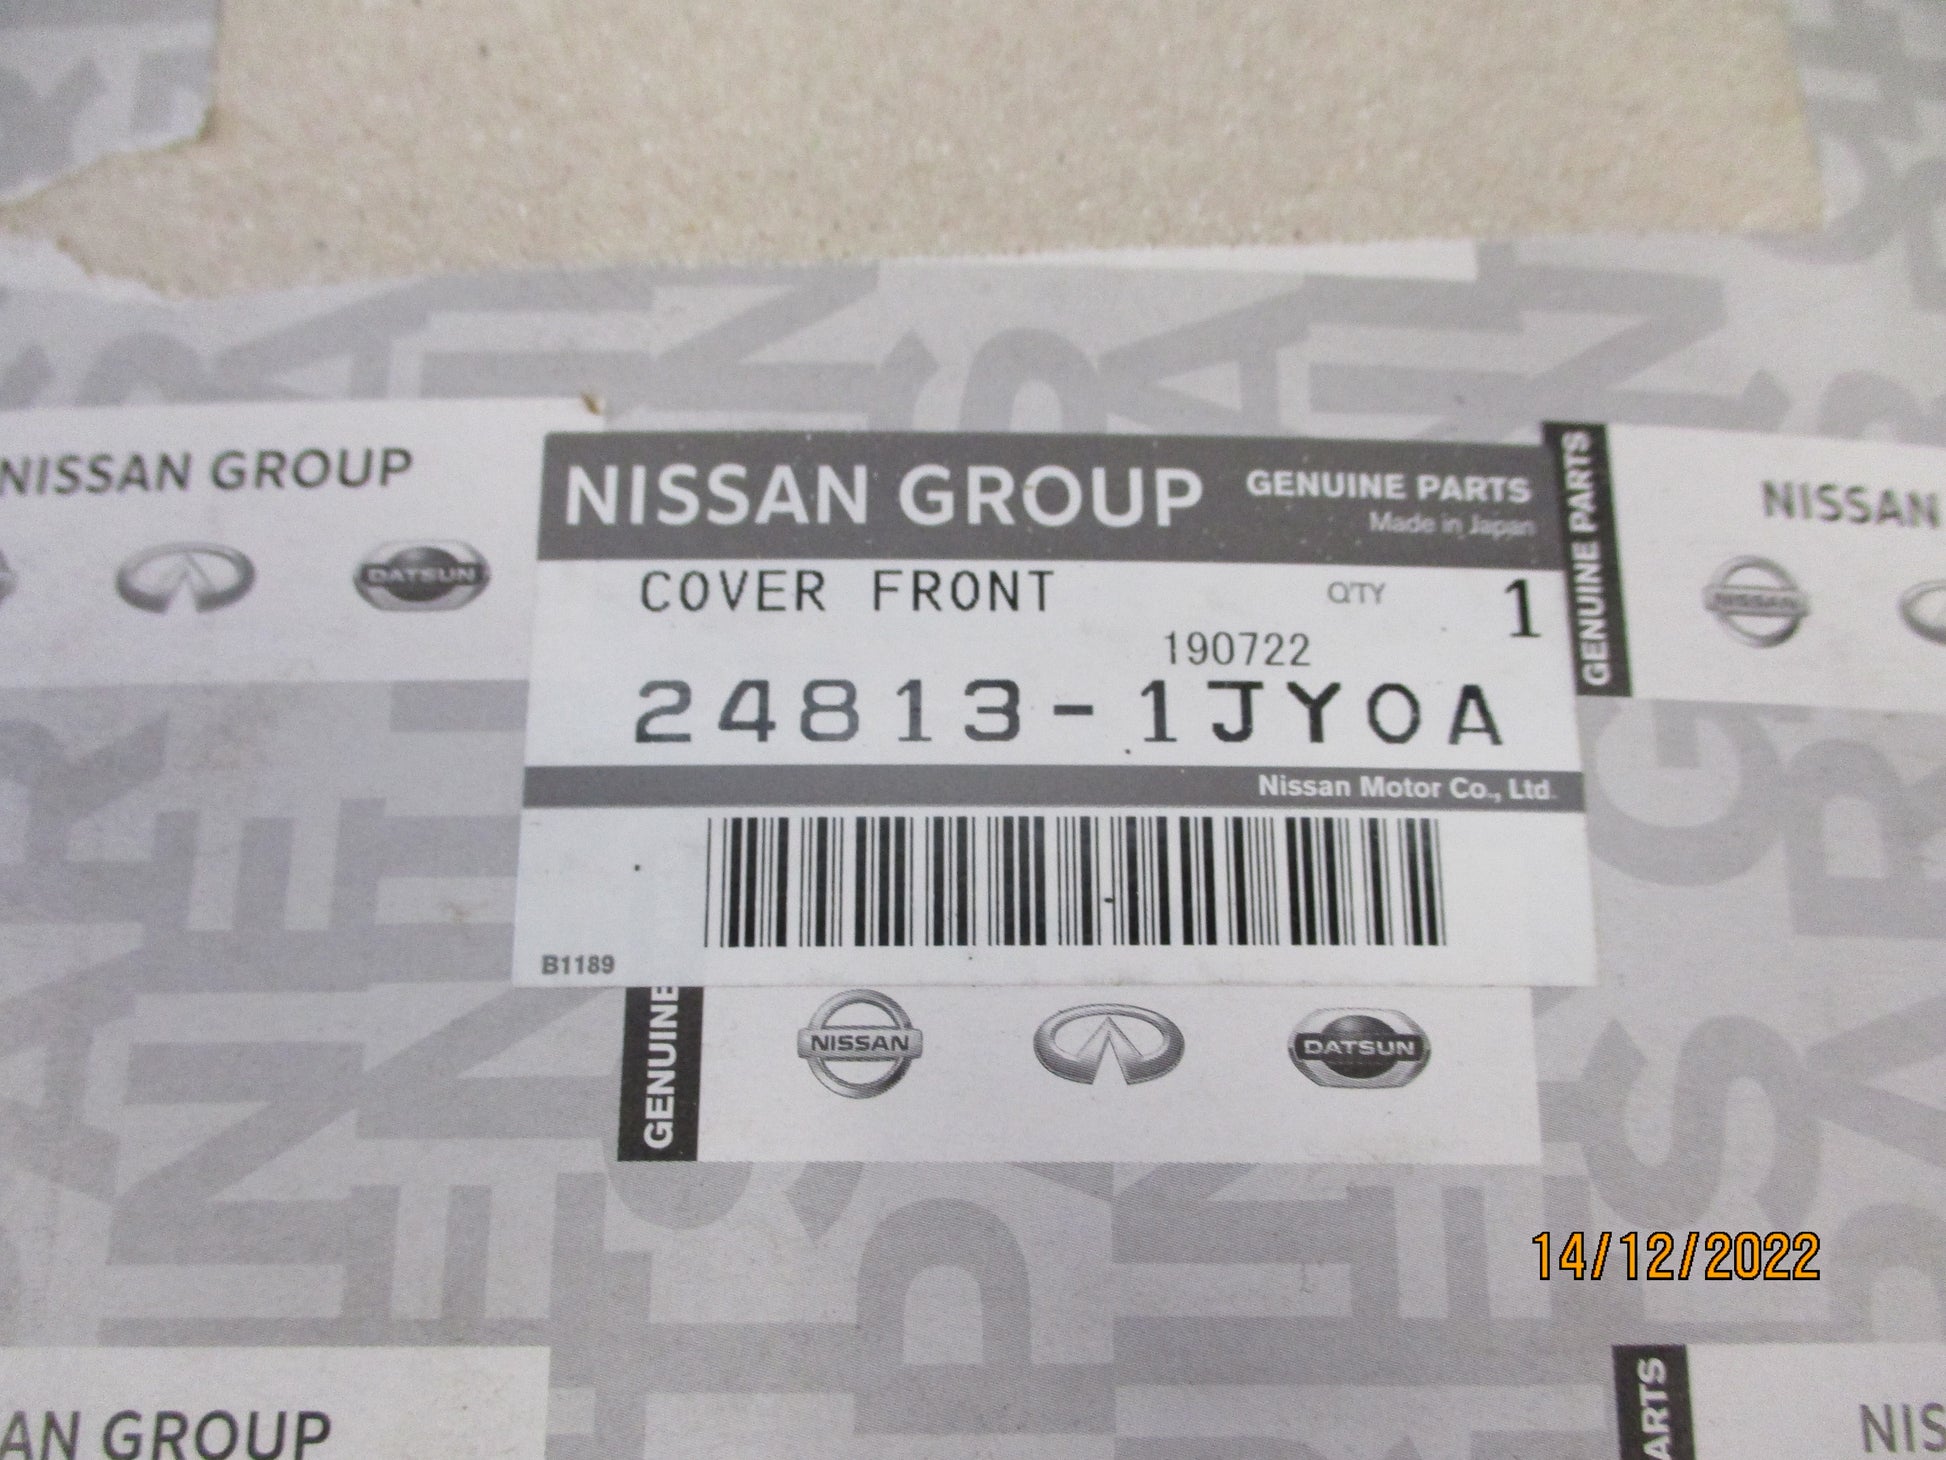 NISSAN GROUP
DATSUN
NISSAN GROUP
GENUINE PARTS
Made in Japan
COVER FRONT
QTY
1
190722
24813-1JY0A
Nissan Motor Co., Ltd.
B1189
GENUINE PARTS
NISSAN
NISSAN
GENUINE
NISSAN
DATSUN
14/12/2022
AN GROUP
ARTS
NIS